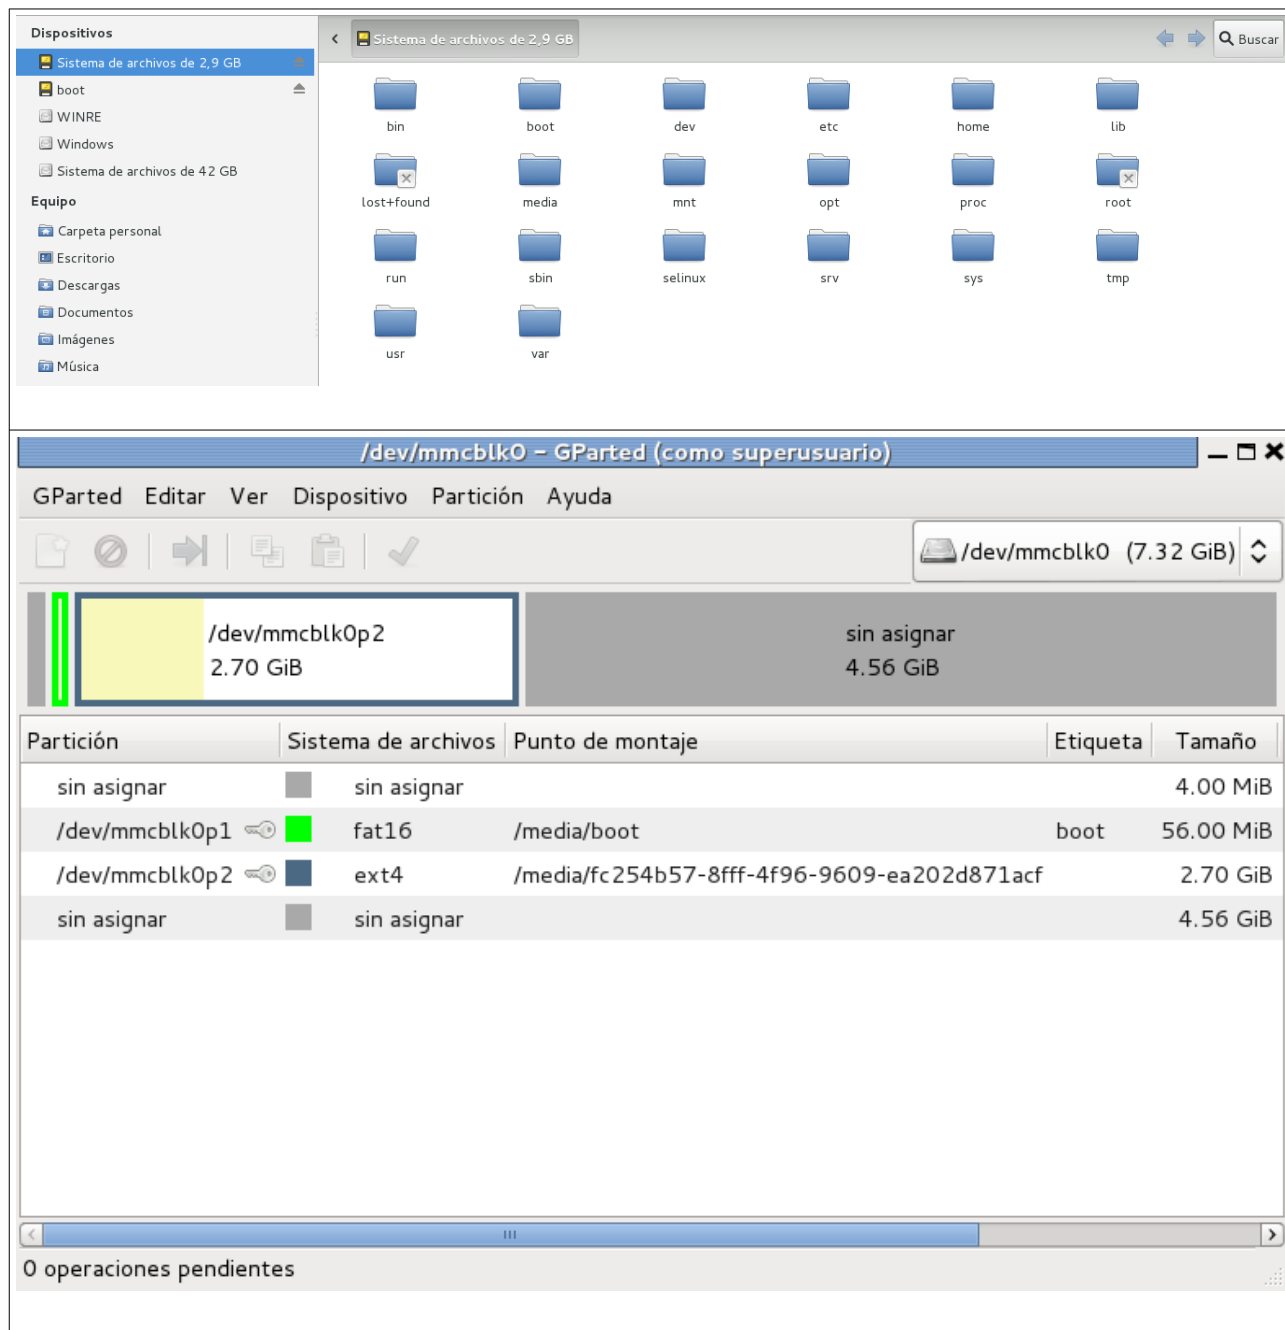 Dispositivos
Sistema de archivos de 2,9 GB
boot
WINRE
Windows
Sistema de archivos de 42 GB
Equipo
Carpeta personal
Escritorio
Descargas
Documentos
Imágenes
Música
Sistema de archivos de 2,9 GB
Buscar
bin boot dev etc home lib
lost+found media mnt opt proc root
run sbin selinux srv sys tmp
usr var
/dev/mmcblk0 - GParted (como superusuario)
GParted Editar Ver Dispositivo Partición Ayuda
/dev/mmcblk0 (7.32 GiB)
/dev/mmcblk0p2
2.70 GiB
sin asignar
4.56 GiB
Partición Sistema de archivos Punto de montaje Etiqueta Tamaño
sin asignar sin asignar 4.00 MiB
/dev/mmcblk0p1 fat16 /media/boot boot 56.00 MiB
/dev/mmcblk0p2 ext4 /media/fc254b57-8fff-4f96-9609-ea202d871acf 2.70 GiB
sin asignar sin asignar 4.56 GiB
0 operaciones pendientes